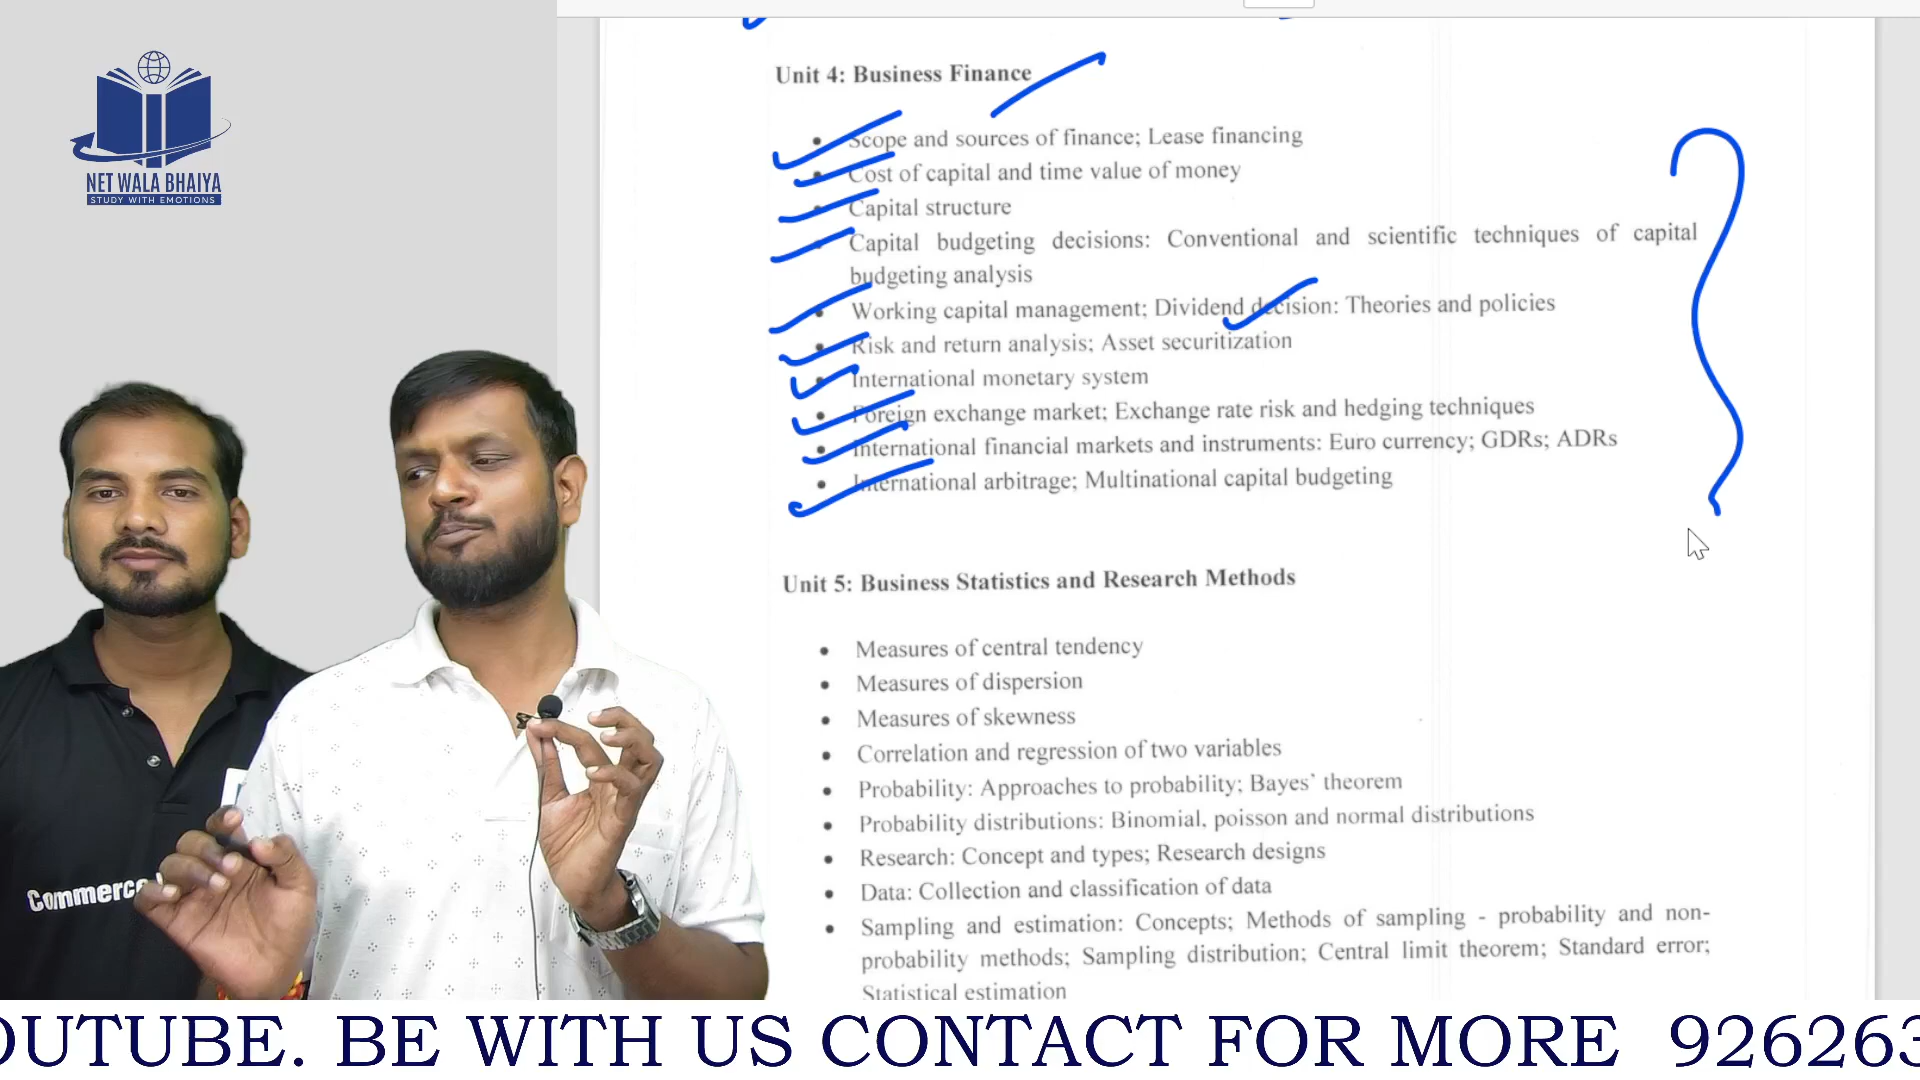 NET WALA BHAIYA
STUDY WITH EMOTIONS
Unit 4: Business Finance
• Scope and sources of finance; Lease financing
• Cost of capital and time value of money
• Capital structure
• Capital budgeting decisions: Conventional and scientific techniques of capital
budgeting analysis
• Working capital management; Dividend decision: Theories and policies
• Risk and return analysis; Asset securitization
• International monetary system
• Foreign exchange market; Exchange rate risk and hedging techniques
• International financial markets and instruments: Euro currency; GDRs; ADRs
• International arbitrage; Multinational capital budgeting
Unit 5: Business Statistics and Research Methods
• Measures of central tendency
• Measures of dispersion
• Measures of skewness
• Correlation and regression of two variables
• Probability: Approaches to probability; Bayes' theorem
• Probability distributions: Binomial, poisson and normal distributions
• Research: Concept and types; Research designs
• Data: Collection and classification of data
• Sampling and estimation: Concepts; Methods of sampling - probability and non-
probability methods; Sampling distribution; Central limit theorem; Standard error;
Statistical estimation
Commerce
OUTUBE. BE WITH US CONTACT FOR MORE 926263